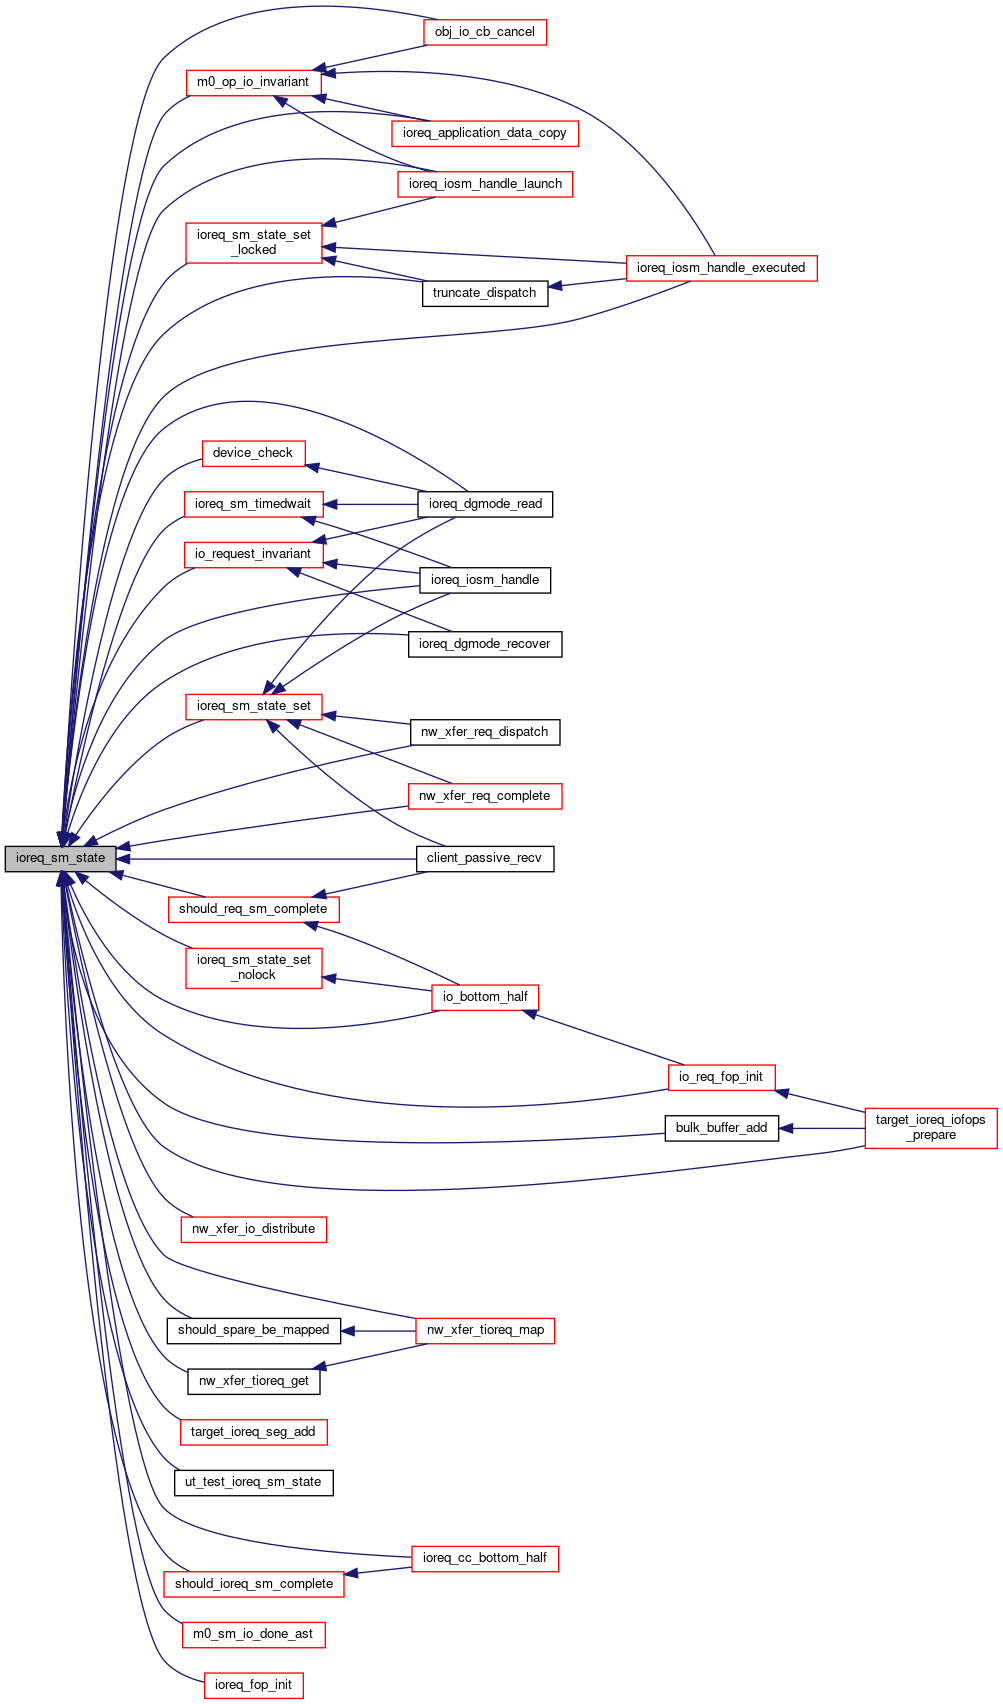 obj_io_cb_cancel
m0_op_io_invariant
ioreq_application_data_copy
ioreq_iosm_handle_launch
ioreq_sm_state_set
_locked
ioreq_iosm_handle_executed
truncate_dispatch
device_check
ioreq_sm_timedwait
ioreq_dgmode_read
io_request_invariant
ioreq_iosm_handle
ioreq_dgmode_recover
ioreq_sm_state_set
nw_xfer_req_dispatch
nw_xfer_req_complete
ioreq_sm_state
client_passive_recv
should_req_sm_complete
ioreq_sm_state_set
_nolock
io_bottom_half
io_req_fop_init
bulk_buffer_add
target_ioreq_iofops
_prepare
nw_xfer_io_distribute
should_spare_be_mapped
nw_xfer_tioreq_map
nw_xfer_tioreq_get
target_ioreq_seg_add
ut_test_ioreq_sm_state
ioreq_cc_bottom_half
should_ioreq_sm_complete
m0_sm_io_done_ast
ioreq_fop_init